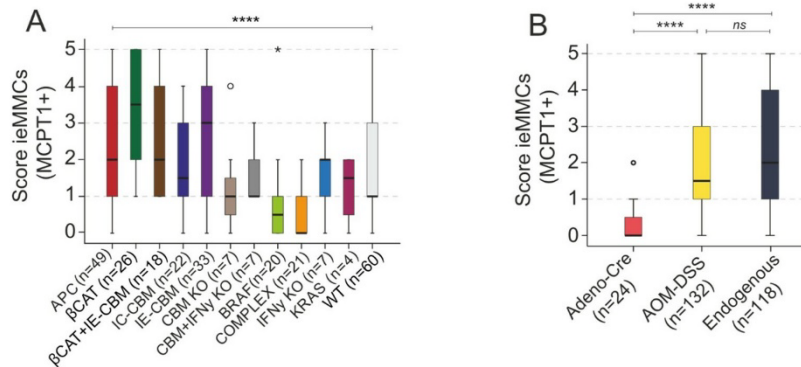 A
****
Score ieMMCs
(MCPT1+)
5
4
3
2
1
0
*
APC (n=49)
βCAT (n=26)
βCAT+IE-CBM (n=18)
IC-CBM (n=22)
IE-CBM (n=33)
CBM KO (n=7)
CBM+IFNγ KO (n=7)
BRAF(n=20)
COMPLEX (n=21)
IFNγ KO (n=7)
KRAS (n=4)
WT (n=60)
B
****
****
ns
Score ieMMCs
(MCPT1+)
5
4
3
2
1
0
Adeno-Cre
(n=24)
AOM-DSS
(n=132)
Endogenous
(n=118)